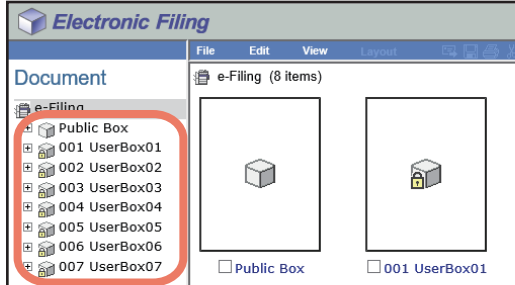 Electronic Filing
File Edit View Layout
Document
e-Filing (8 items)
e-Filing
Public Box
001 UserBox01
002 UserBox02
003 UserBox03
004 UserBox04
005 UserBox05
006 UserBox06
007 UserBox07
Public Box
001 UserBox01